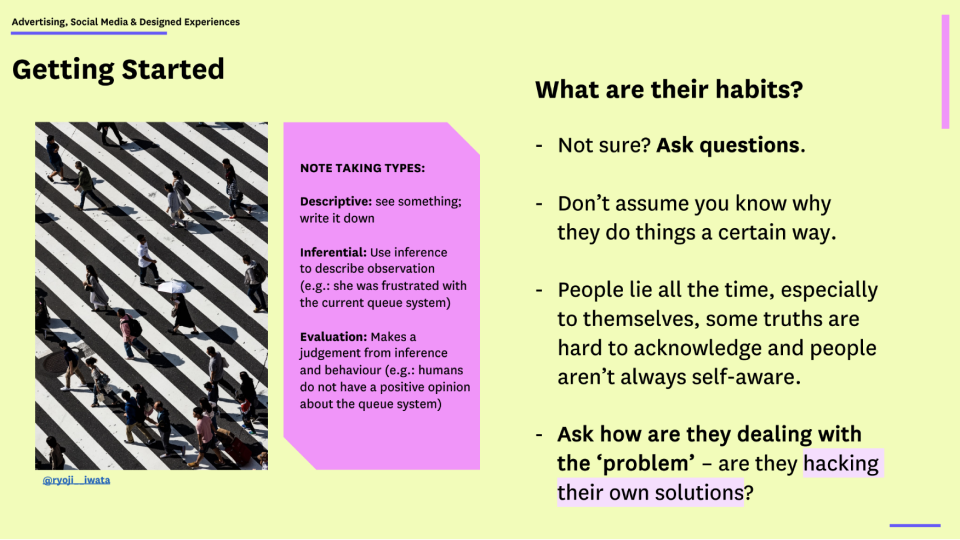 Advertising, Social Media & Designed Experiences
Getting Started
NOTE TAKING TYPES:
Descriptive: see something;
write it down
Inferential: Use inference
to describe observation
(e.g.: she was frustrated with
the current queue system)
Evaluation: Makes a
judgement from inference
and behaviour (e.g.: humans
do not have a positive opinion
about the queue system)
@ryoji__iwata
What are their habits?
- Not sure? Ask questions.
- Don’t assume you know why
they do things a certain way.
- People lie all the time, especially
to themselves, some truths are
hard to acknowledge and people
aren’t always self-aware.
- Ask how are they dealing with
the ‘problem’ – are they hacking
their own solutions?